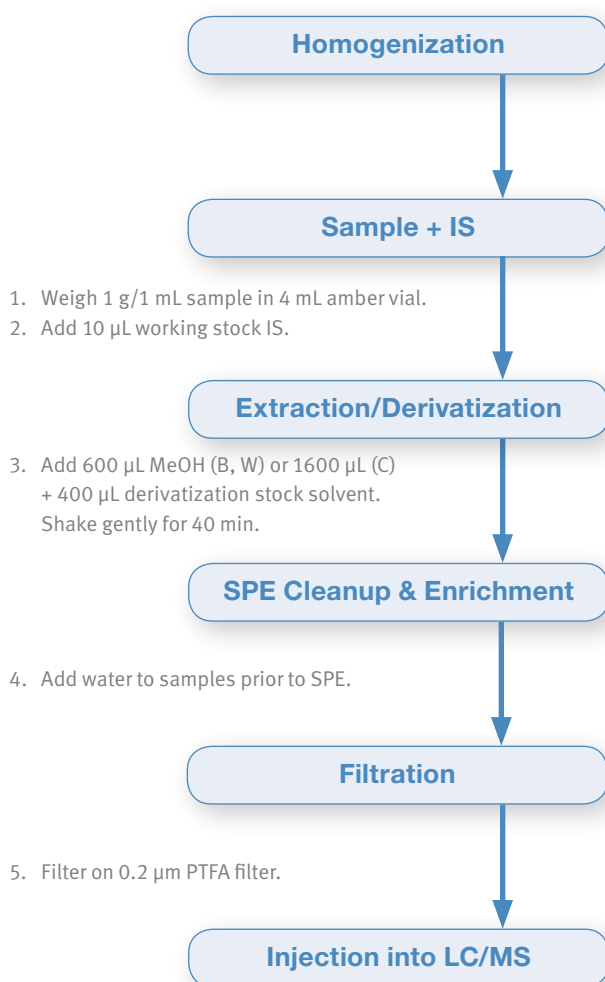 Homogenization
Sample + IS
1. Weigh 1 g/1 mL sample in 4 mL amber vial.
2. Add 10 µL working stock IS.
Extraction/Derivatization
3. Add 600 µL MeOH (B, W) or 1600 µL (C)
+ 400 µL derivatization stock solvent.
Shake gently for 40 min.
SPE Cleanup & Enrichment
4. Add water to samples prior to SPE.
Filtration
5. Filter on 0.2 µm PTFA filter.
Injection into LC/MS